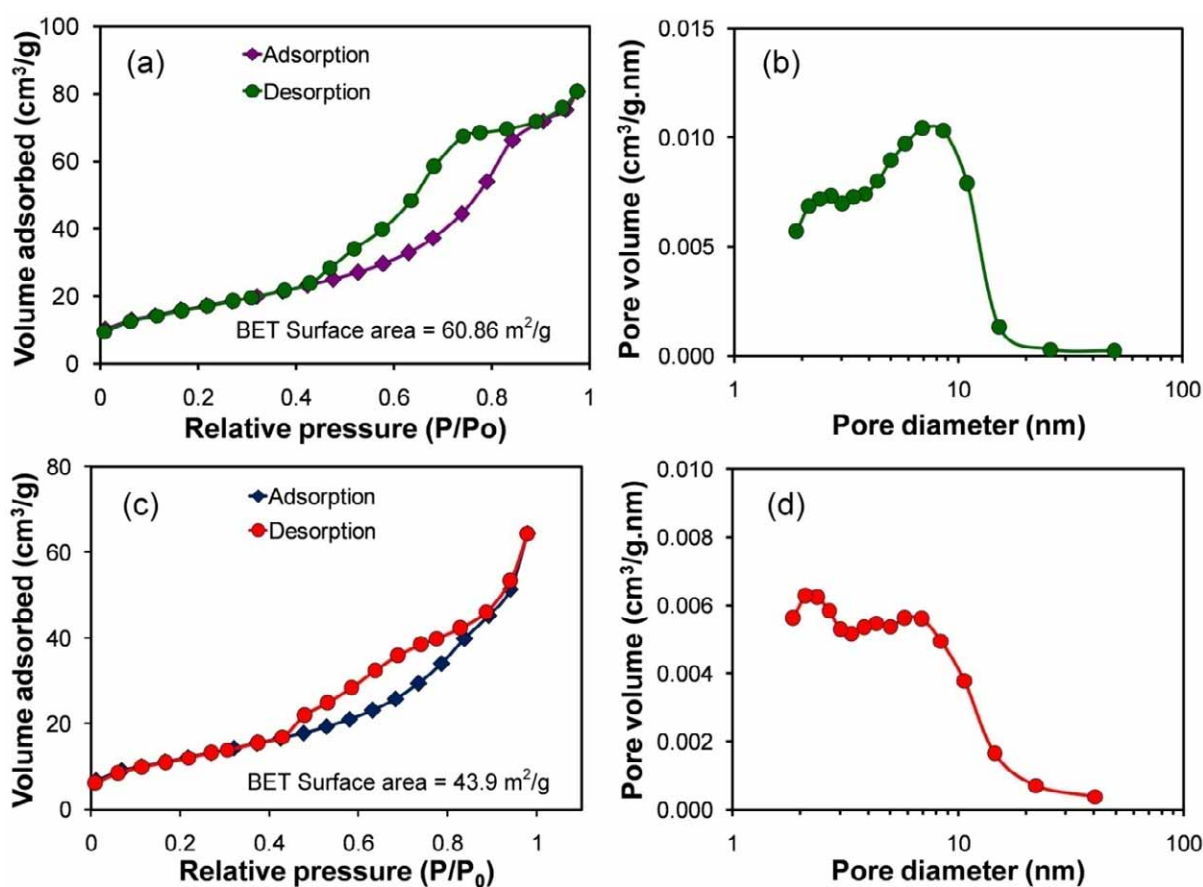 (a)
Adsorption
Desorption
BET Surface area = 60.86 m²/g
Volume adsorbed (cm³/g)
100
80
60
40
20
0
0
0.2
0.4
0.6
0.8
1
Relative pressure (P/Po)
(b)
Pore volume (cm³/g.nm)
0.015
0.010
0.005
0.000
1
10
100
Pore diameter (nm)
(c)
Adsorption
Desorption
BET Surface area = 43.9 m²/g
Volume adsorbed (cm³/g)
80
60
40
20
0
0
0.2
0.4
0.6
0.8
1
Relative pressure (P/P₀)
(d)
Pore volume (cm³/g.nm)
0.010
0.008
0.006
0.004
0.002
0.000
1
10
100
Pore diameter (nm)